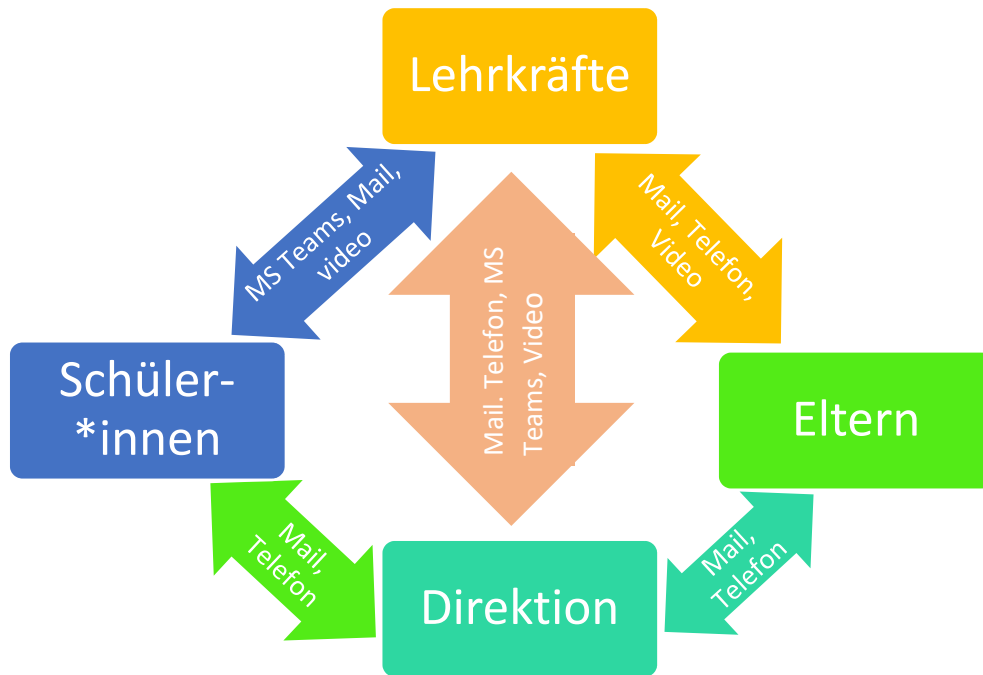 Lehrkräfte
MS Teams, Mail,
video
Mail. Telefon, MS
Teams, Video
Mail, Telefon,
Video
Schüler-
*innen
Eltern
Mail,
Telefon
Direktion
Mail,
Telefon